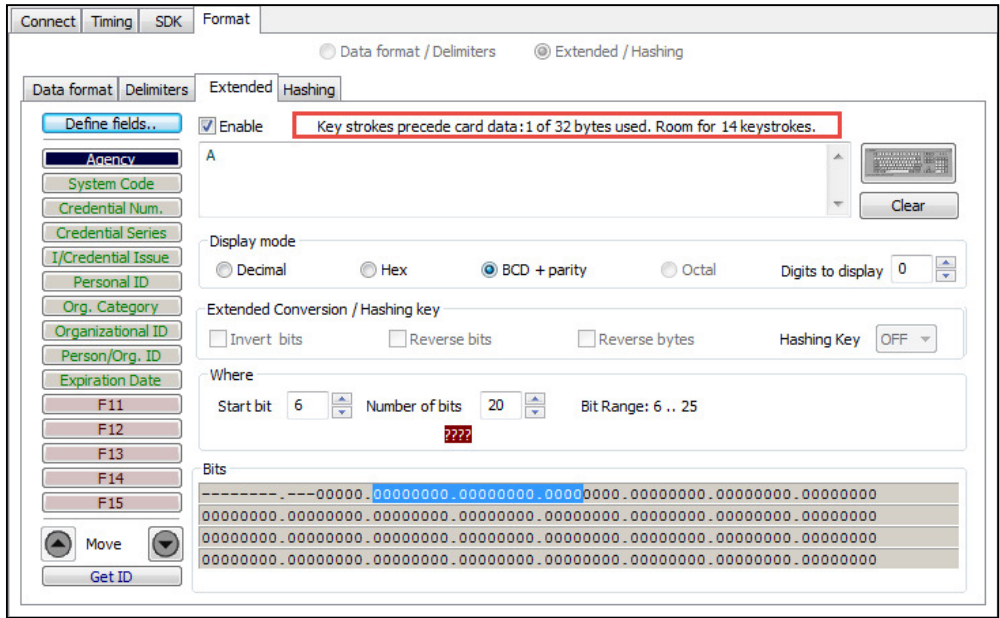 Connect Timing SDK Format
Data format / Delimiters Extended / Hashing
Data format Delimiters Extended Hashing
Define fields.. Enable Key strokes precede card data:1 of 32 bytes used. Room for 14 keystrokes.
Agency A
System Code
Credential Num. Clear
Credential Series
Display mode
I/Credential Issue Decimal Hex BCD + parity Octal Digits to display 0
Personal ID
Org. Category Extended Conversion / Hashing key
Organizational ID Invert bits Reverse bits Reverse bytes Hashing Key OFF
Person/Org. ID
Expiration Date Where
F11 Start bit 6 Number of bits 20 Bit Range: 6 .. 25
F12 ????
F13
F14 Bits
F15 --------.---00000.00000000.00000000.00000000.00000000.00000000.00000000
00000000.00000000.00000000.00000000.00000000.00000000.00000000.00000000
Move 00000000.00000000.00000000.00000000.00000000.00000000.00000000.00000000
Get ID 00000000.00000000.00000000.00000000.00000000.00000000.00000000.00000000